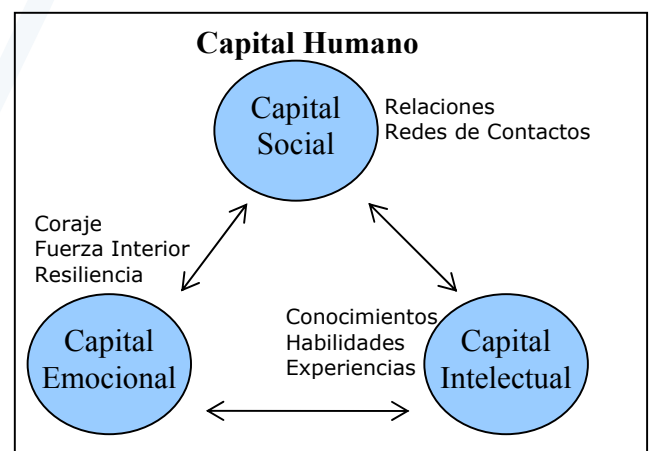 Capital Humano
Capital
Social
Relaciones
Redes de Contactos
Coraje
Fuerza Interior
Resiliencia
Capital
Emocional
Conocimientos
Habilidades
Experiencias
Capital
Intelectual